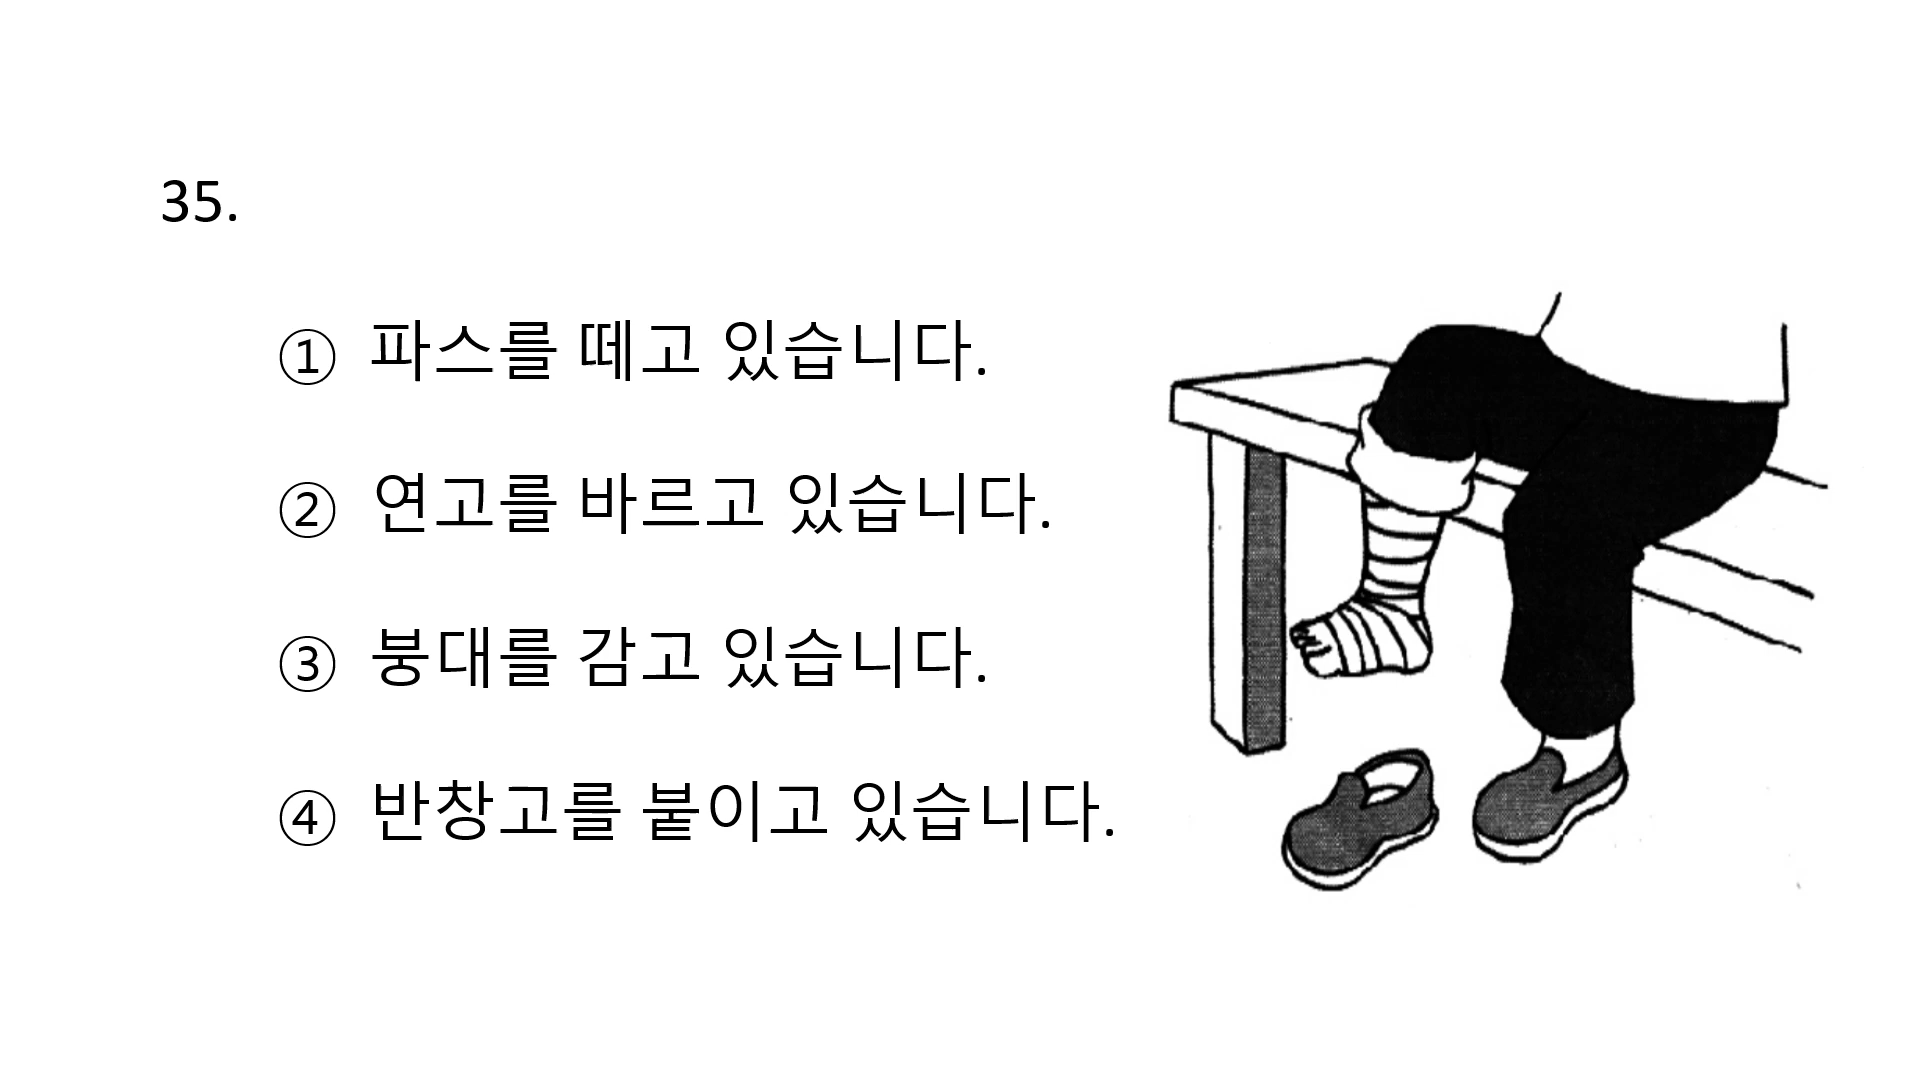 35.
① 파스를 떼고 있습니다.
② 연고를 바르고 있습니다.
③ 붕대를 감고 있습니다.
④ 반창고를 붙이고 있습니다.